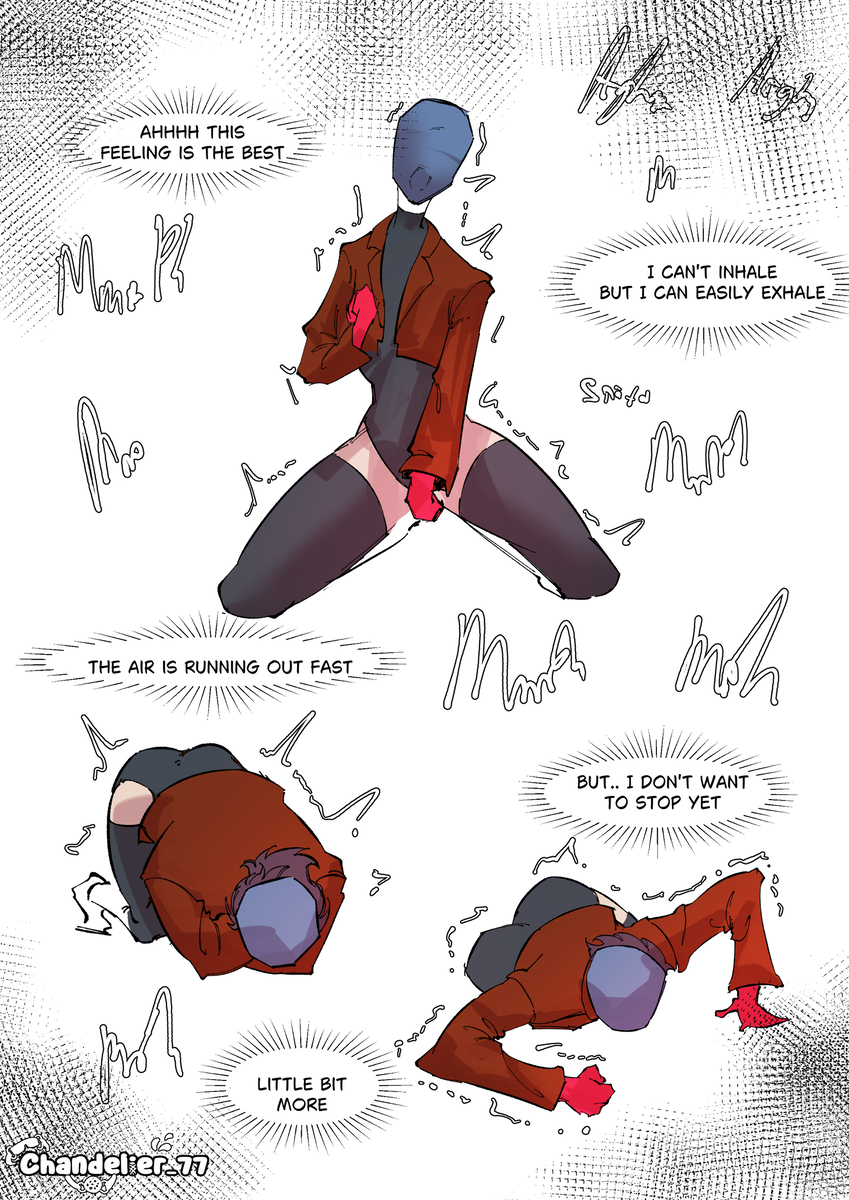 AHHHH THIS
FEELING IS THE BEST
Argh
I CAN'T INHALE
BUT I CAN EASILY EXHALE
THE AIR IS RUNNING OUT FAST
BUT.. I DON'T WANT
TO STOP YET
LITTLE BIT
MORE
Chandelier_77